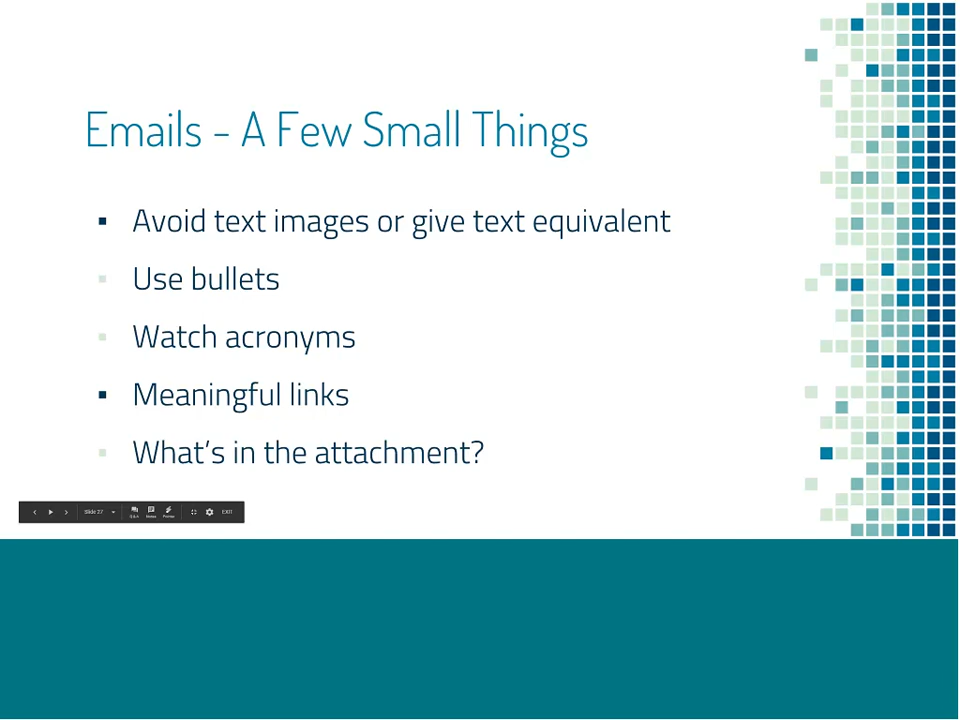 Emails - A Few Small Things
▪ Avoid text images or give text equivalent
▪ Use bullets
▪ Watch acronyms
▪ Meaningful links
▪ What's in the attachment?
Slide 27 Q&A Notes Pointer EXIT